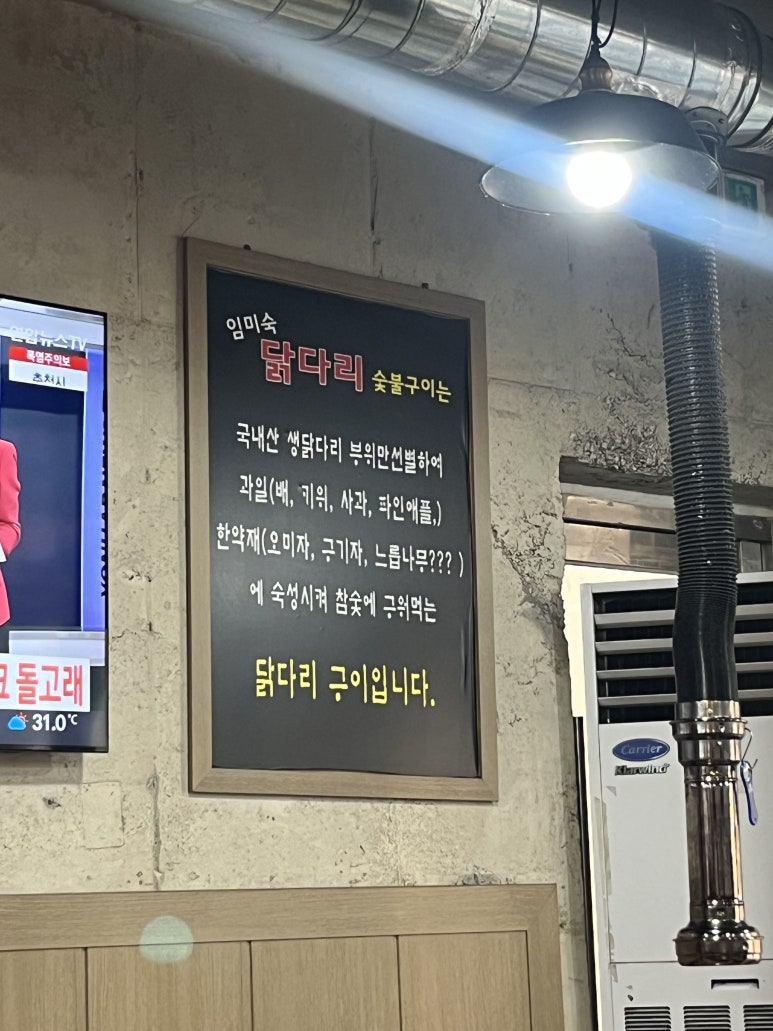 연합뉴스TV
폭염주의보
춘천시
돌고래
31.0℃
임미숙
닭다리 숯불구이는
국내산 생닭다리 부위만선별하여
과일(배, 키위, 사과, 파인애플,)
한약재(오미자, 구기자, 느릅나무??? )
에 숙성시켜 참숯에 구워먹는
닭다리 구이입니다.
Carrier
Klarwind